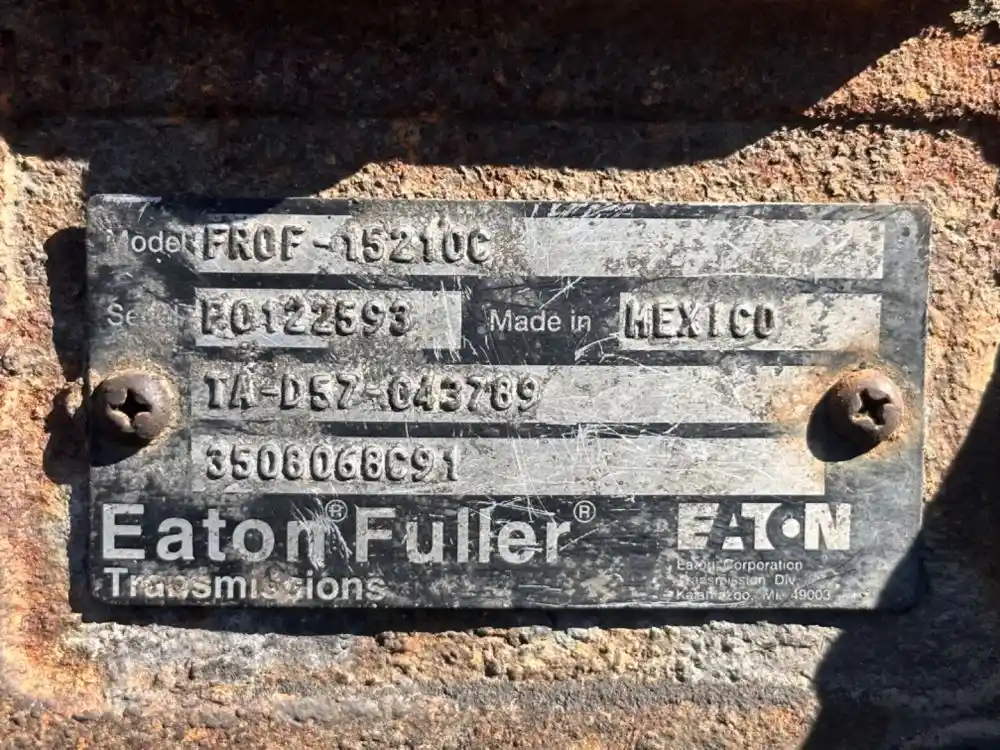 Model FROF-15210C
Serial P0122593 Made in MEXICO
TA-D57-043789
3508068C91
Eaton® Fuller® EATON
Transmissions
Eaton Corporation
Transmission Div.
Kalamazoo, MI. 49003